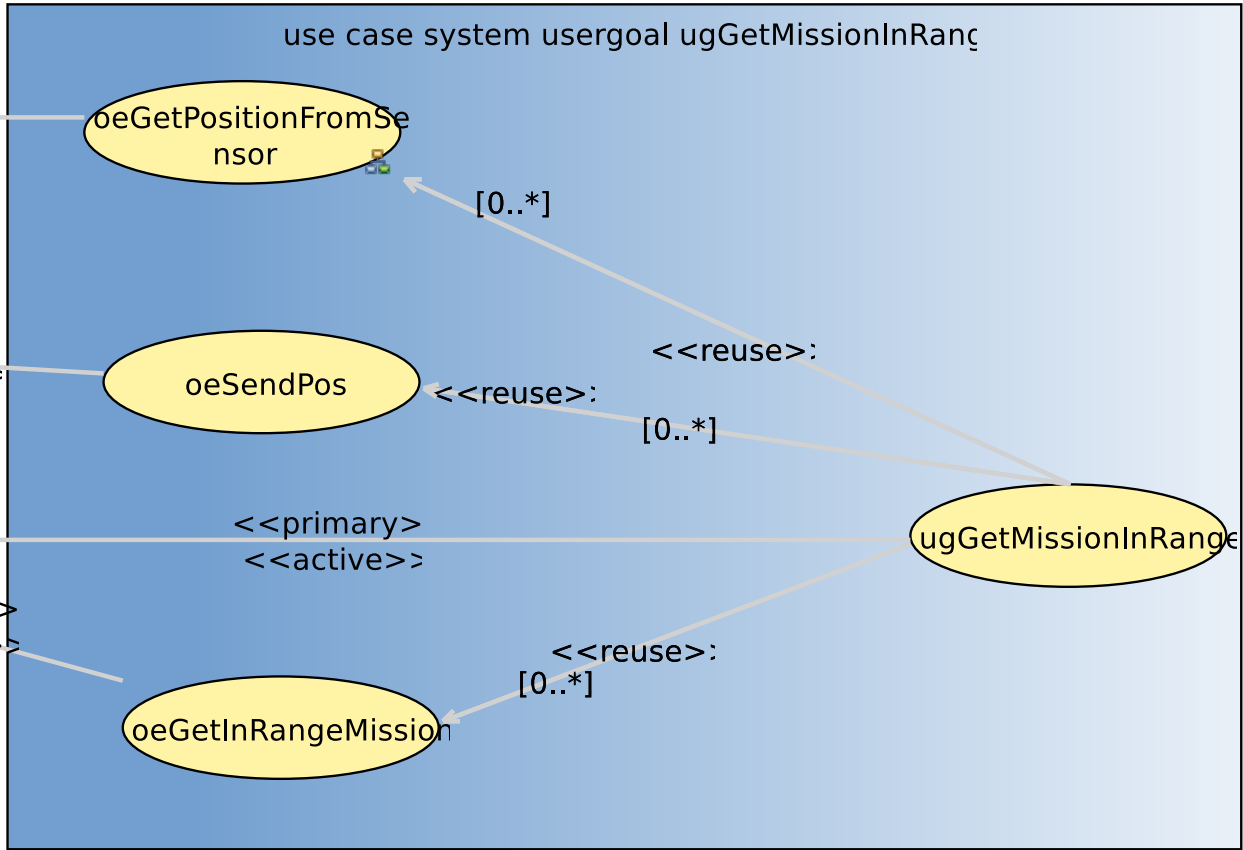 use case system usergoal ugGetMissionInRang
oeGetPositionFromSe
nsor
[0..*]
<<reuse>>
oeSendPos
<<reuse>>
[0..*]
<<primary>
<<active>>
ugGetMissionInRange
>
>
<<reuse>>
[0..*]
oeGetInRangeMission